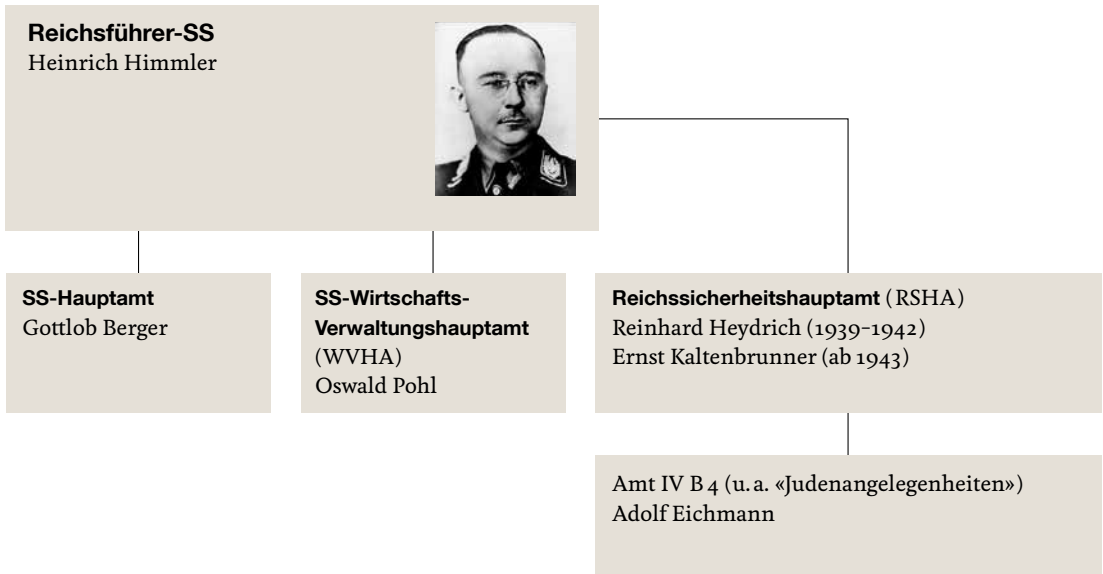 Reichsführer-SS
Heinrich Himmler
SS-Hauptamt
Gottlob Berger
SS-Wirtschafts-
Verwaltungshauptamt
(WVHA)
Oswald Pohl
Reichssicherheitshauptamt (RSHA)
Reinhard Heydrich (1939–1942)
Ernst Kaltenbrunner (ab 1943)
Amt IV B 4 (u. a. «Judenangelegenheiten»)
Adolf Eichmann